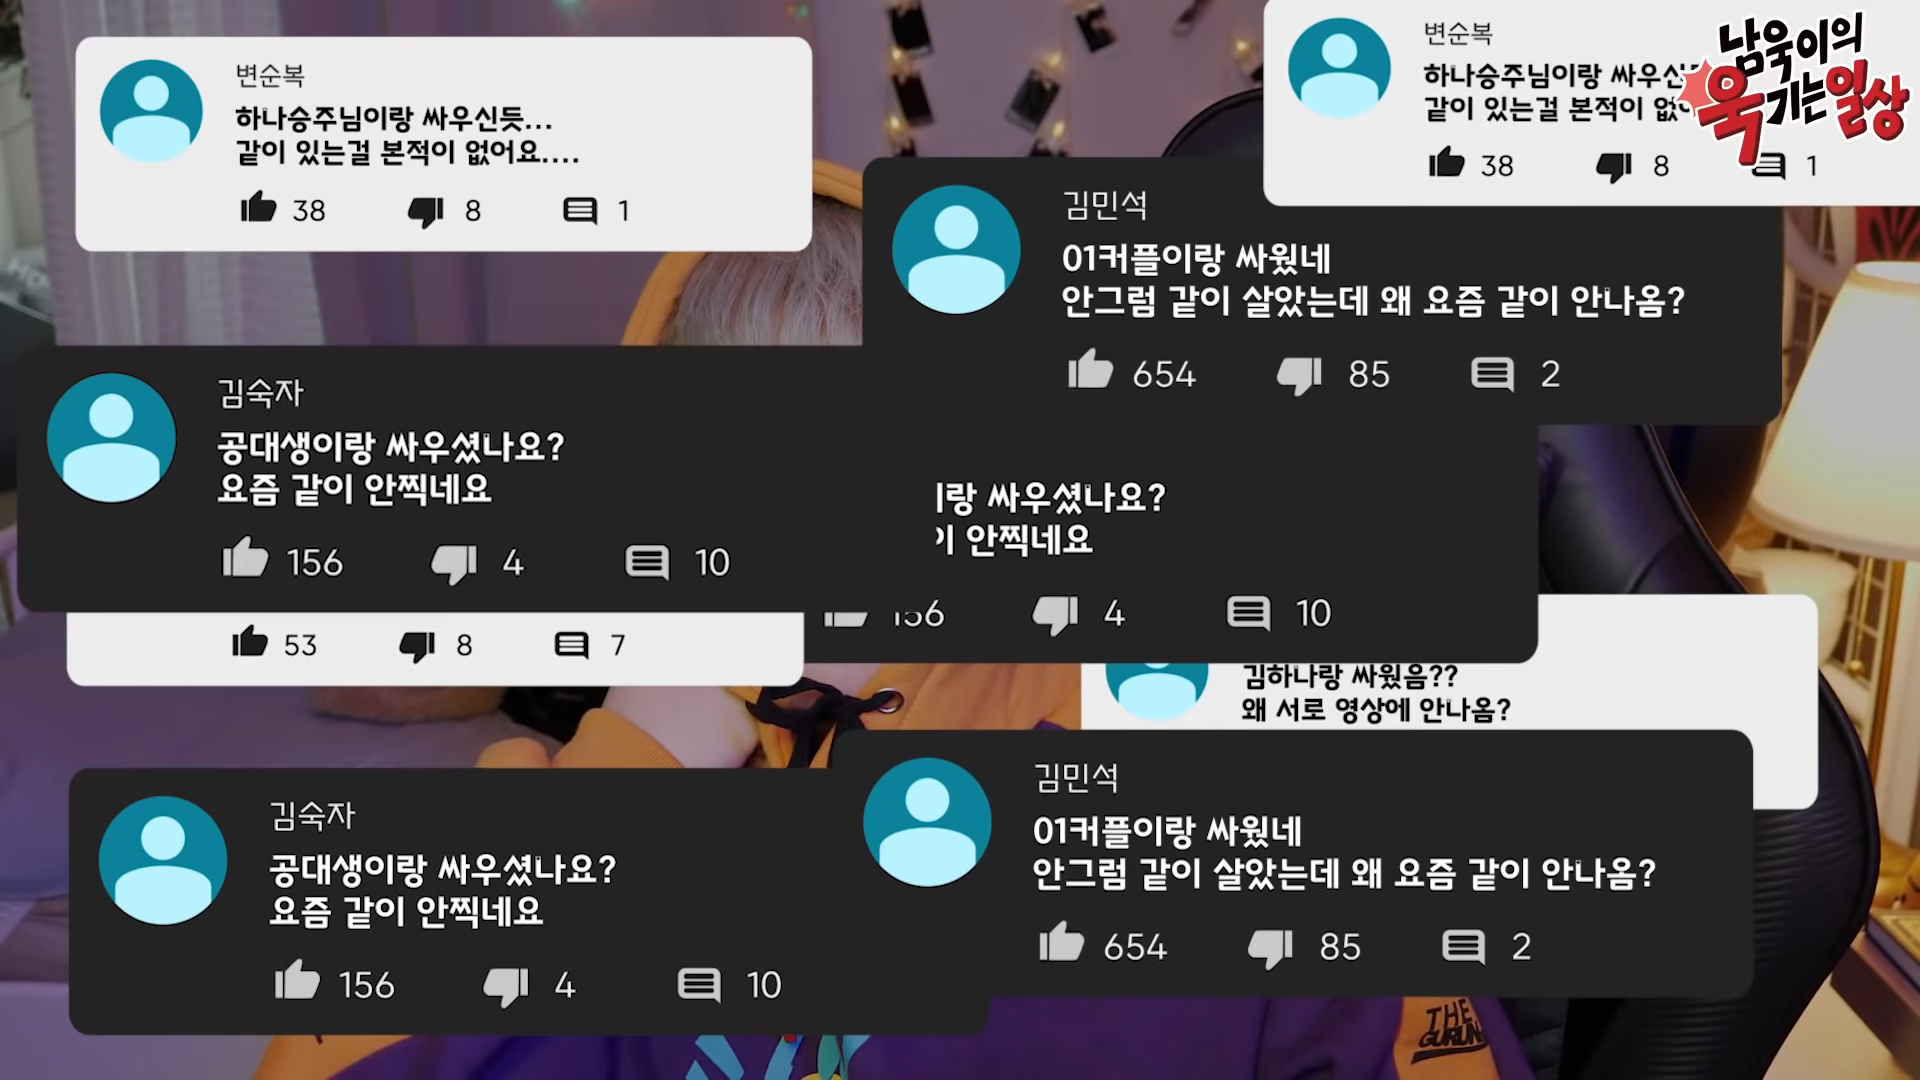 변순복
하나승주님이랑 싸우신듯...
같이 있는걸 본적이 없어요....
38 8 1
변순복
하나승주님이랑 싸우신
같이 있는걸 본적이
38 8 1
남욱이의
욱기는일상
김민석
01커플이랑 싸웠네
안그럼 같이 살았는데 왜 요즘 같이 안나옴?
654 85 2
김숙자
공대생이랑 싸우셨나요?
요즘 같이 안찍네요
156 4 10
랑 싸우셨나요?
안찍네요
156 4 10
53 8 7
김하나랑 싸웠음??
왜 서로 영상에 안나옴?
김숙자
공대생이랑 싸우셨나요?
요즘 같이 안찍네요
156 4 10
김민석
01커플이랑 싸웠네
안그럼 같이 살았는데 왜 요즘 같이 안나옴?
654 85 2
THE